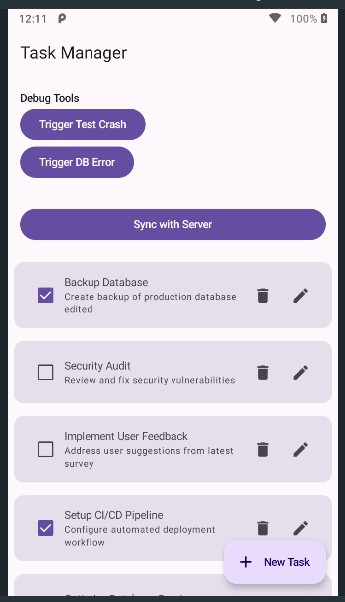 12:11
100%
Task Manager
Debug Tools
Trigger Test Crash
Trigger DB Error
Sync with Server
Backup Database
Create backup of production database
edited
Security Audit
Review and fix security vulnerabilities
Implement User Feedback
Address user suggestions from latest
survey
Setup CI/CD Pipeline
Configure automated deployment
workflow
+ New Task